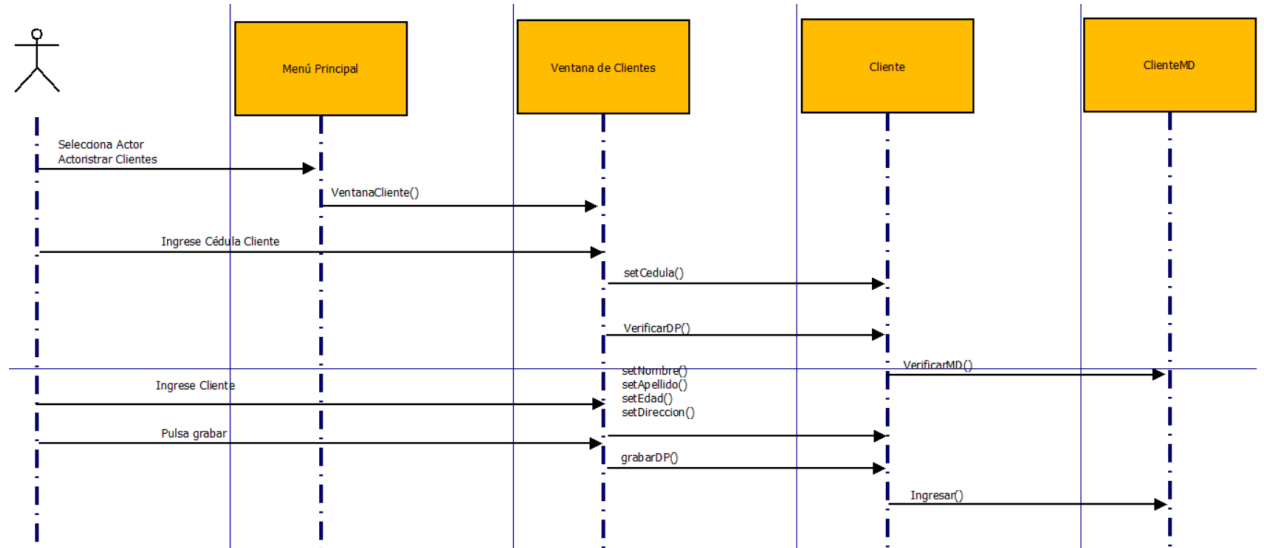 Menú Principal
Ventana de Clientes
Cliente
ClienteMD
Selecciona Actor
Actoristrar Clientes
VentanaCliente()
Ingrese Cédula Cliente
setCedula()
VerificarDP()
VerificarMD()
Ingrese Cliente
setNombre()
setApellido()
setEdad()
setDireccion()
Pulsa grabar
grabarDP()
Ingresar()